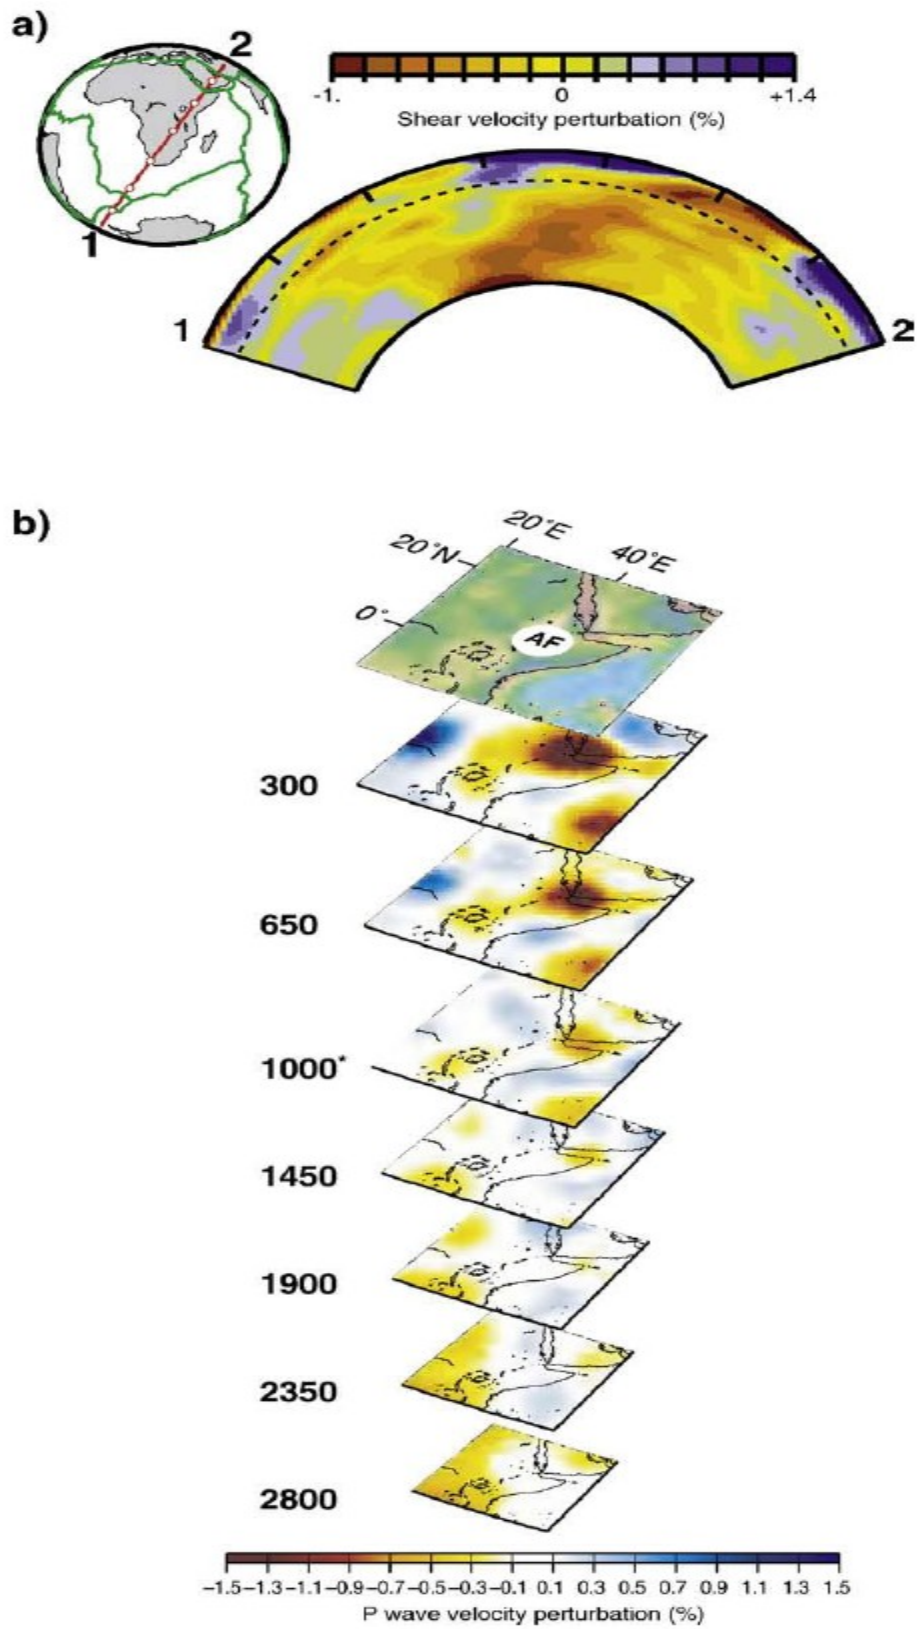 a)
2
1
-1. 0 +1.4
Shear velocity perturbation (%)
1
2
b)
20°E
20°N
40°E
0°
AF
300
650
1000*
1450
1900
2350
2800
−1.5−1.3−1.1−0.9−0.7−0.5−0.3−0.1 0.1 0.3 0.5 0.7 0.9 1.1 1.3 1.5
P wave velocity perturbation (%)